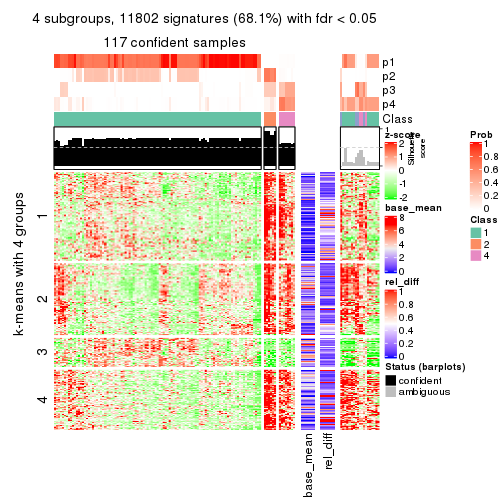 4 subgroups, 11802 signatures (68.1%) with fdr < 0.05
117 confident samples
p1
p2
p3
p4
Class
1
Silhouette
score
k-means with 4 groups
1
2
3
4
base_mean
rel_diff
z-score
2
1
0
-1
-2
base_mean
8
6
4
2
0
rel_diff
1
0.8
0.6
0.4
0.2
0
Status (barplots)
confident
ambiguous
Prob
1
0.8
0.6
0.4
0.2
0
Class
1
2
4